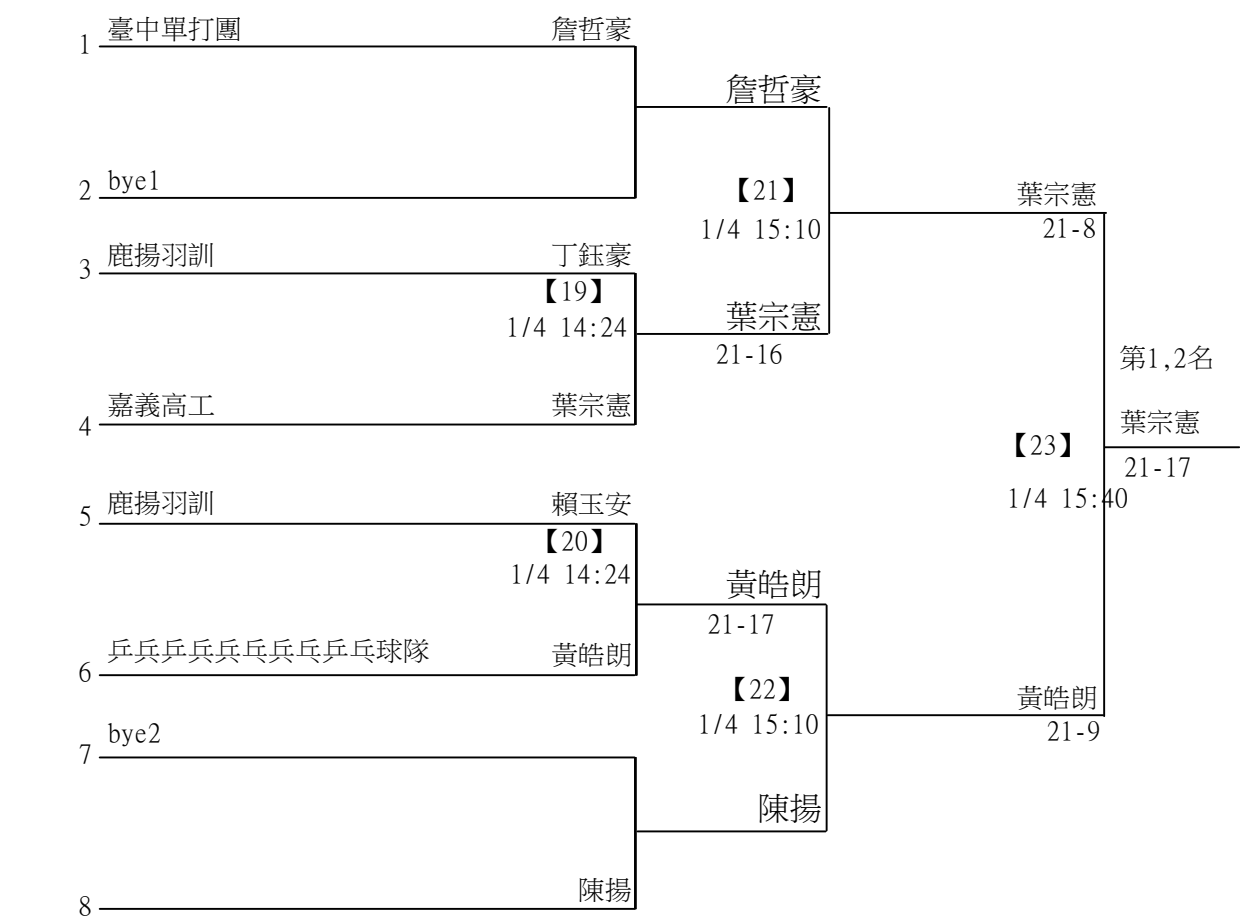 1 臺中單打團 詹哲豪
詹哲豪
2 bye1
【21】
1/4 15:10
葉宗憲
21-8
3 鹿揚羽訓 丁鈺豪
【19】
1/4 14:24
葉宗憲
21-16
4 嘉義高工 葉宗憲
第1,2名
葉宗憲
21-17
【23】
1/4 15:40
5 鹿揚羽訓 賴玉安
【20】
1/4 14:24
黃皓朗
21-17
6 乒兵乒兵兵乓兵乓乒乓球隊 黃皓朗
【22】
1/4 15:10
黃皓朗
21-9
7 bye2
陳揚
8 陳揚